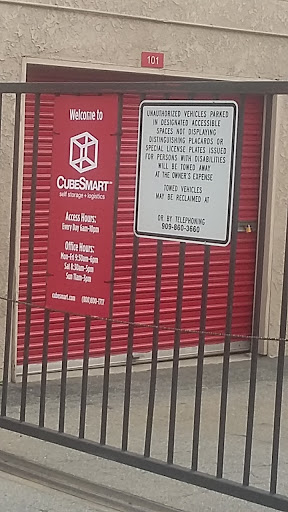 101
Welcome to
CUBESMART
self storage + logistics
Access Hours:
Every Day 6am-10pm
Office Hours:
Mon-Fri 9:30am-6pm
Sat 8:30am-5pm
Sun 11am-3pm
cubesmart.com
UNAUTHORIZED VEHICLES PARKED
IN DESIGNATED ACCESSIBLE
SPACES NOT DISPLAYING
DISTINGUISHING PLACARDS OR
SPECIAL LICENSE PLATES ISSUED
FOR PERSONS WITH DISABILITIES
WILL BE TOWED AWAY
AT THE OWNER'S EXPENSE
TOWED VEHICLES
MAY BE RECLAIMED AT
OR BY TELEPHONING
909-860-3660